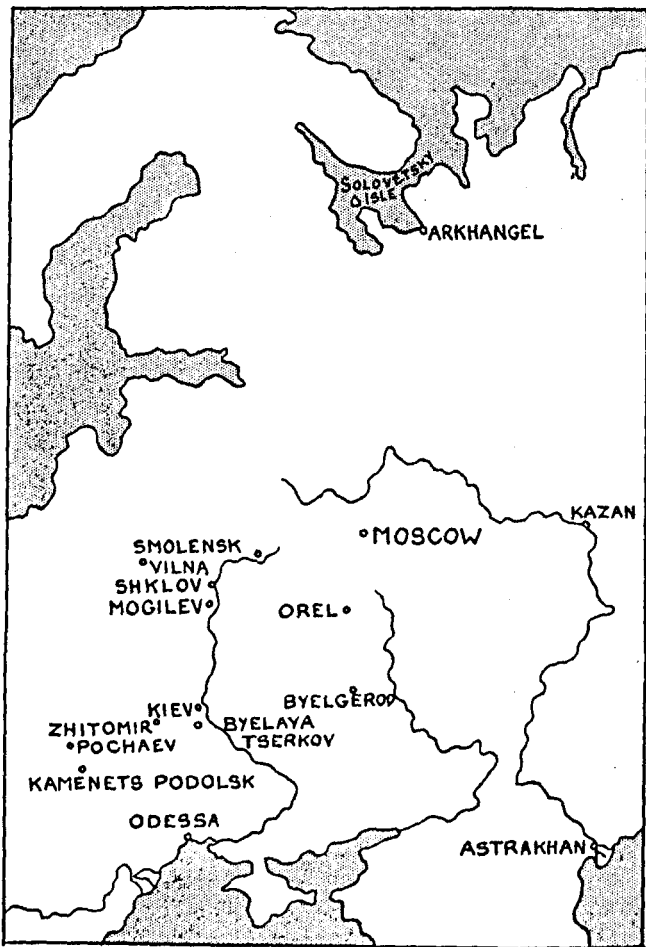 SOLOVETSKY
ISLE
ARKHANGEL
KAZAN
MOSCOW
SMOLENSK
VILNA
SHKLOV
MOGILEV
OREL
BYELGEROD
KIEV
ZHITOMIR
BYELAYA
TSERKOV
POCHAEV
KAMENETS PODOLSK
ODESSA
ASTRAKHAN